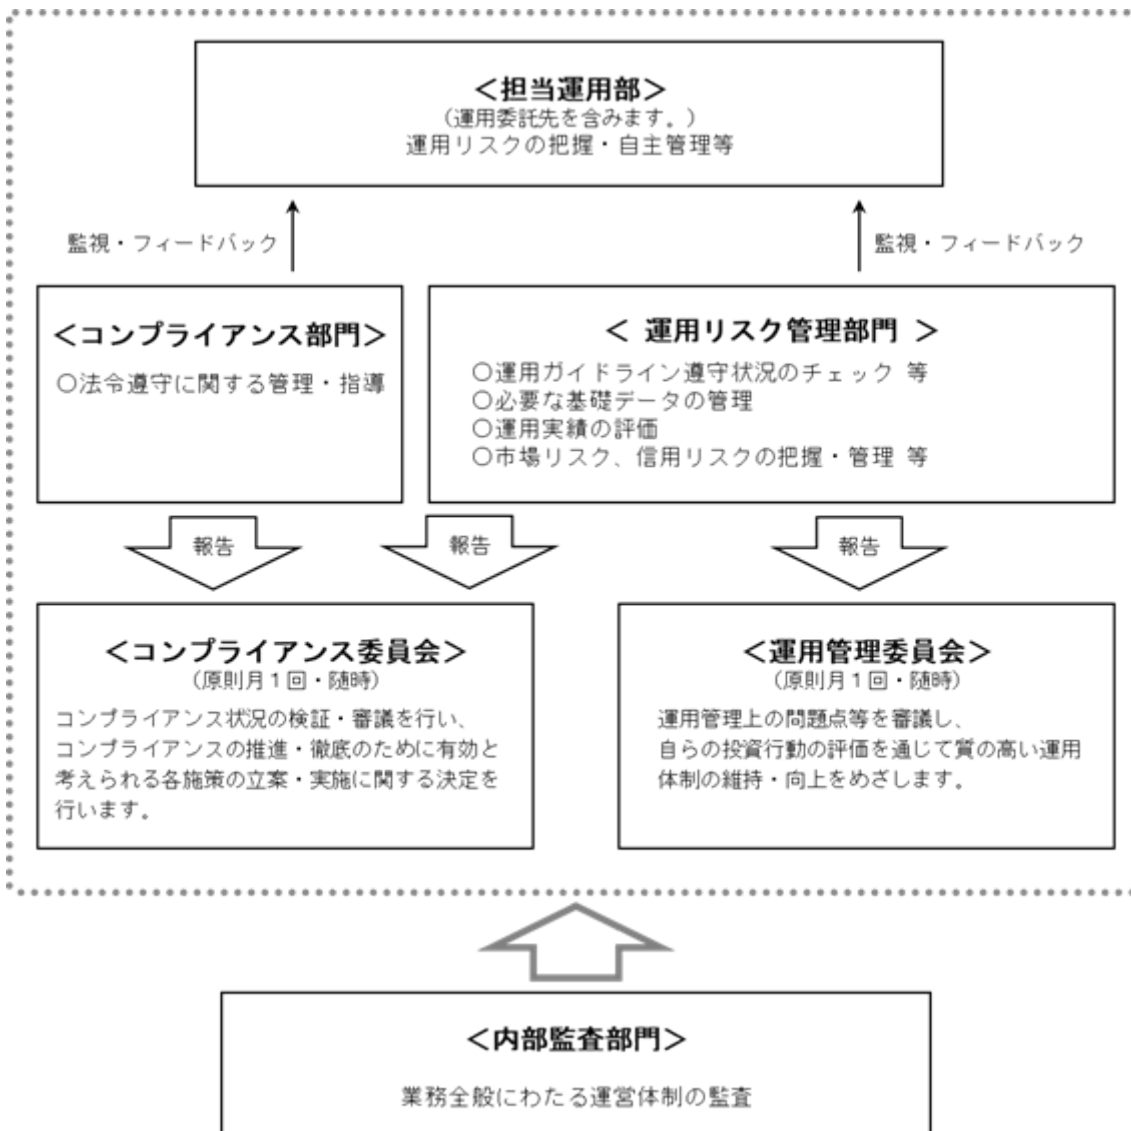 ＜担当運用部＞
（運用委託先を含みます。）
運用リスクの把握・自主管理等
監視・フィードバック
監視・フィードバック
＜コンプライアンス部門＞
○法令遵守に関する管理・指導
＜ 運用リスク管理部門 ＞
○運用ガイドライン遵守状況のチェック 等
○必要な基礎データの管理
○運用実績の評価
○市場リスク、信用リスクの把握・管理 等
報告
報告
報告
＜コンプライアンス委員会＞
（原則月１回・随時）
コンプライアンス状況の検証・審議を行い、
コンプライアンスの推進・徹底のために有効と
考えられる各施策の立案・実施に関する決定を
行います。
＜運用管理委員会＞
（原則月１回・随時）
運用管理上の問題点等を審議し、
自らの投資行動の評価を通じて質の高い運用
体制の維持・向上をめざします。
＜内部監査部門＞
業務全般にわたる運営体制の監査